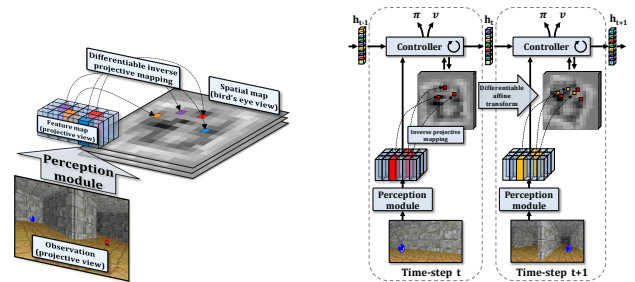 Differentiable inverse
projective mapping
Spatial map
(bird's eye view)
Feature map
(projective view)
Perception
module
Observation
(projective view)
h_{t-1}
π
v
h_t
π
v
h_{t+1}
Controller
Controller
Differentiable
affine
transform
Inverse projective
mapping
Perception
module
Perception
module
Time-step t
Time-step t+1